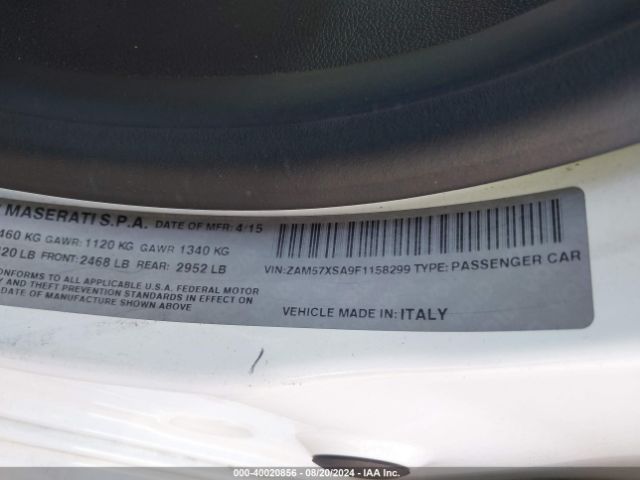 MASERATI S.P.A. DATE OF MFR: 4/15
460 KG GAWR: 1120 KG GAWR 1340 KG
120 LB FRONT: 2468 LB REAR: 2952 LB
CONFORMS TO ALL APPLICABLE U.S.A. FEDERAL MOTOR
Y AND THEFT PREVENTION STANDARDS IN EFFECT ON
DATE OF MANUFACTURE SHOWN ABOVE
VIN: ZAM57XSA9F1158299 TYPE: PASSENGER CAR
VEHICLE MADE IN: ITALY
000-40020856 - 08/20/2024 - IAA Inc.